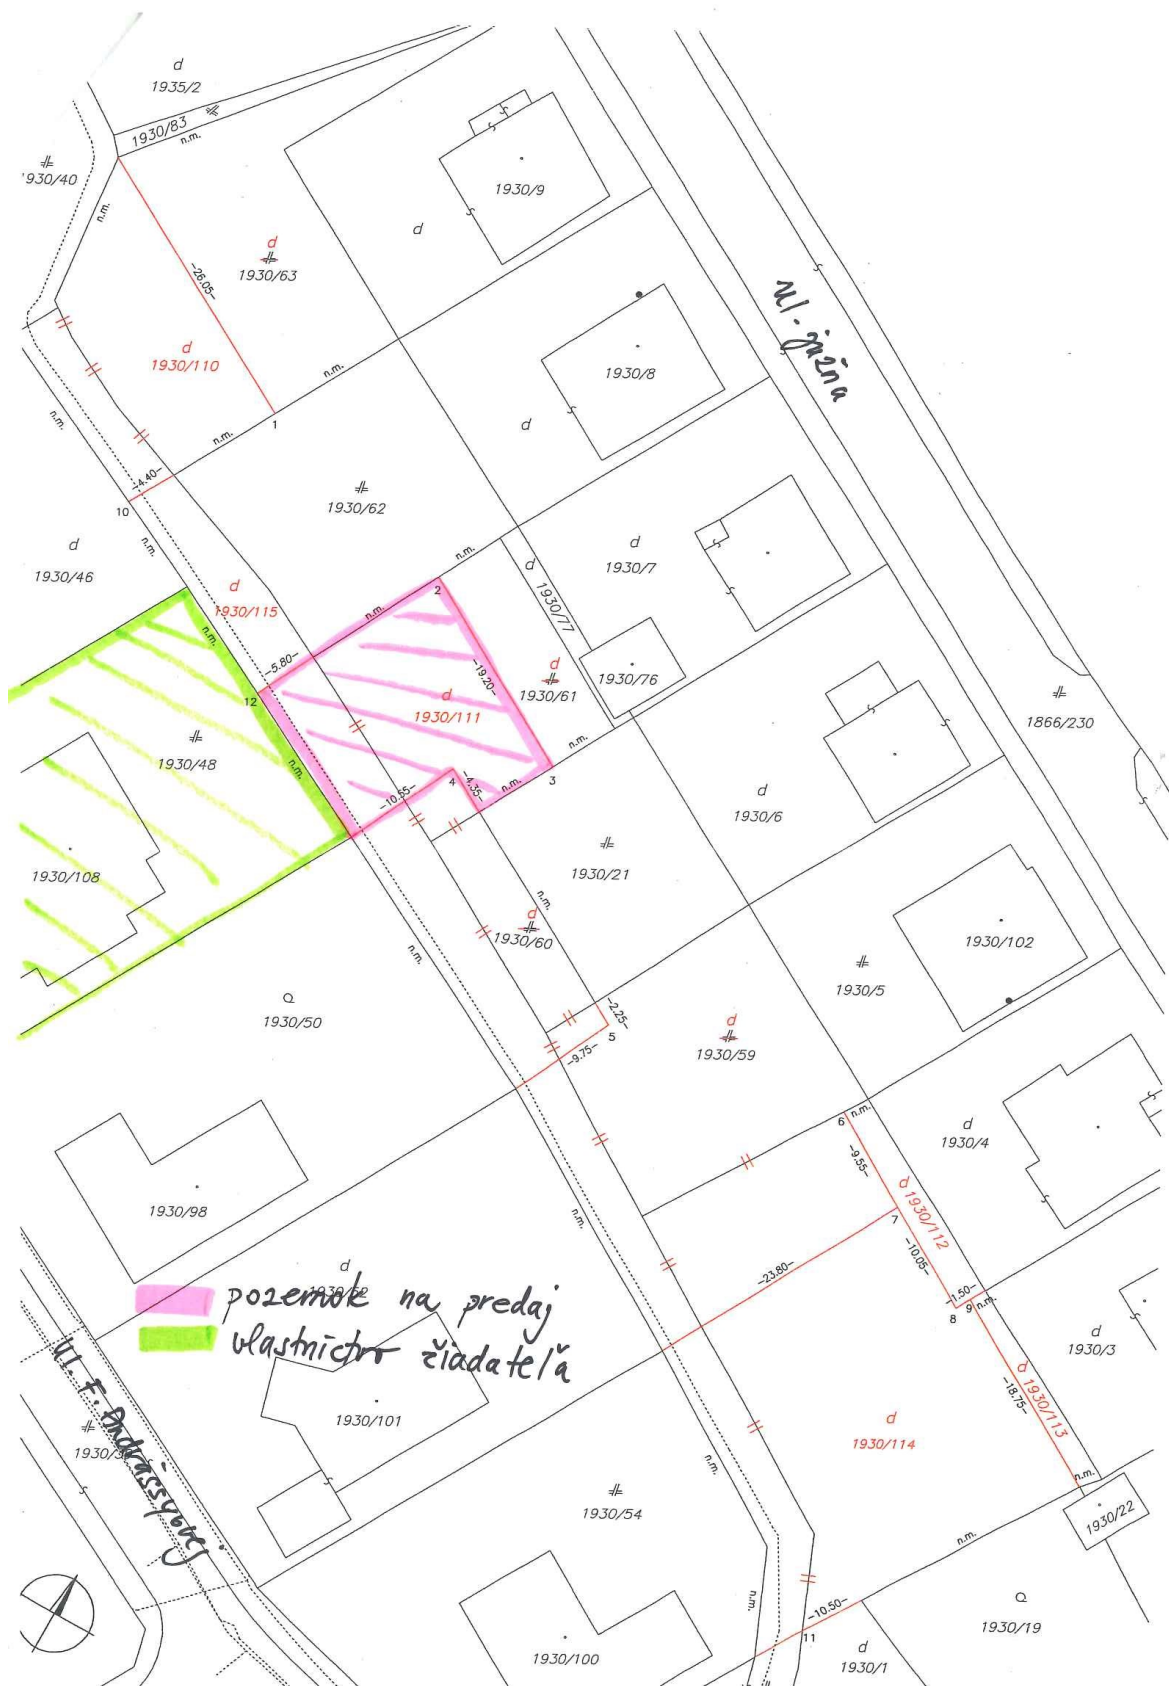 d
1935/2
1930/83
n.m.
930/40
n.m.
1930/9
d
d
1930/63
-26.05-
d
1930/110
n.m.
1
n.m.
n.m.
-4.40-
10
n.m.
ul. južna
1930/8
d
1930/62
d
1930/46
d
1930/115
n.m.
d
1930/77
d
1930/7
2
n.m.
n.m.
-5.80-
12
-19.20-
d
1930/61
1930/76
d
1930/111
1866/230
1930/48
n.m.
n.m.
3
4
-4.35-
n.m.
-10.55-
d
1930/6
1930/108
1930/21
n.m.
d
1930/60
n.m.
1930/102
1930/5
1930/50
-2.25-
5
-9.75-
d
1930/59
6
n.m.
d
1930/4
-9.55-
d 1930/112
7
-10.05-
1930/98
n.m.
-23.80-
-1.50-
8
9
n.m.
d
1930/52
pozemok na predaj
vlastníctvo žiadateľa
d
1930/3
d 1930/113
-18.75-
ul. F. Andrássyovej
1930/101
d
1930/114
n.m.
n.m.
1930/54
1930/22
n.m.
n.m.
-10.50-
11
1930/100
d
1930/1
1930/19